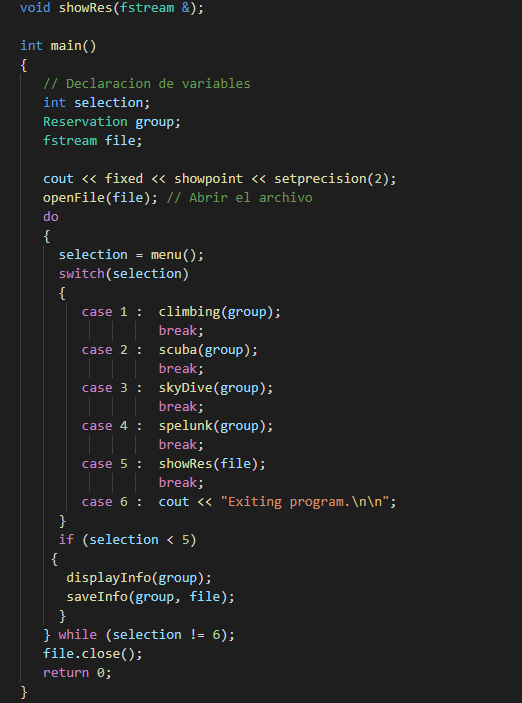 void showRes(fstream &);
int main()
{
// Declaracion de variables
int selection;
Reservation group;
fstream file;
cout << fixed << showpoint << setprecision(2);
openFile(file); // Abrir el archivo
do
{
selection = menu();
switch(selection)
{
case 1 :  climbing(group);
break;
case 2 :  scuba(group);
break;
case 3 :  skyDive(group);
break;
case 4 :  spelunk(group);
break;
case 5 :  showRes(file);
break;
case 6 :  cout << "Exiting program.\n\n";
}
if (selection < 5)
{
displayInfo(group);
saveInfo(group, file);
}
} while (selection != 6);
file.close();
return 0;
}